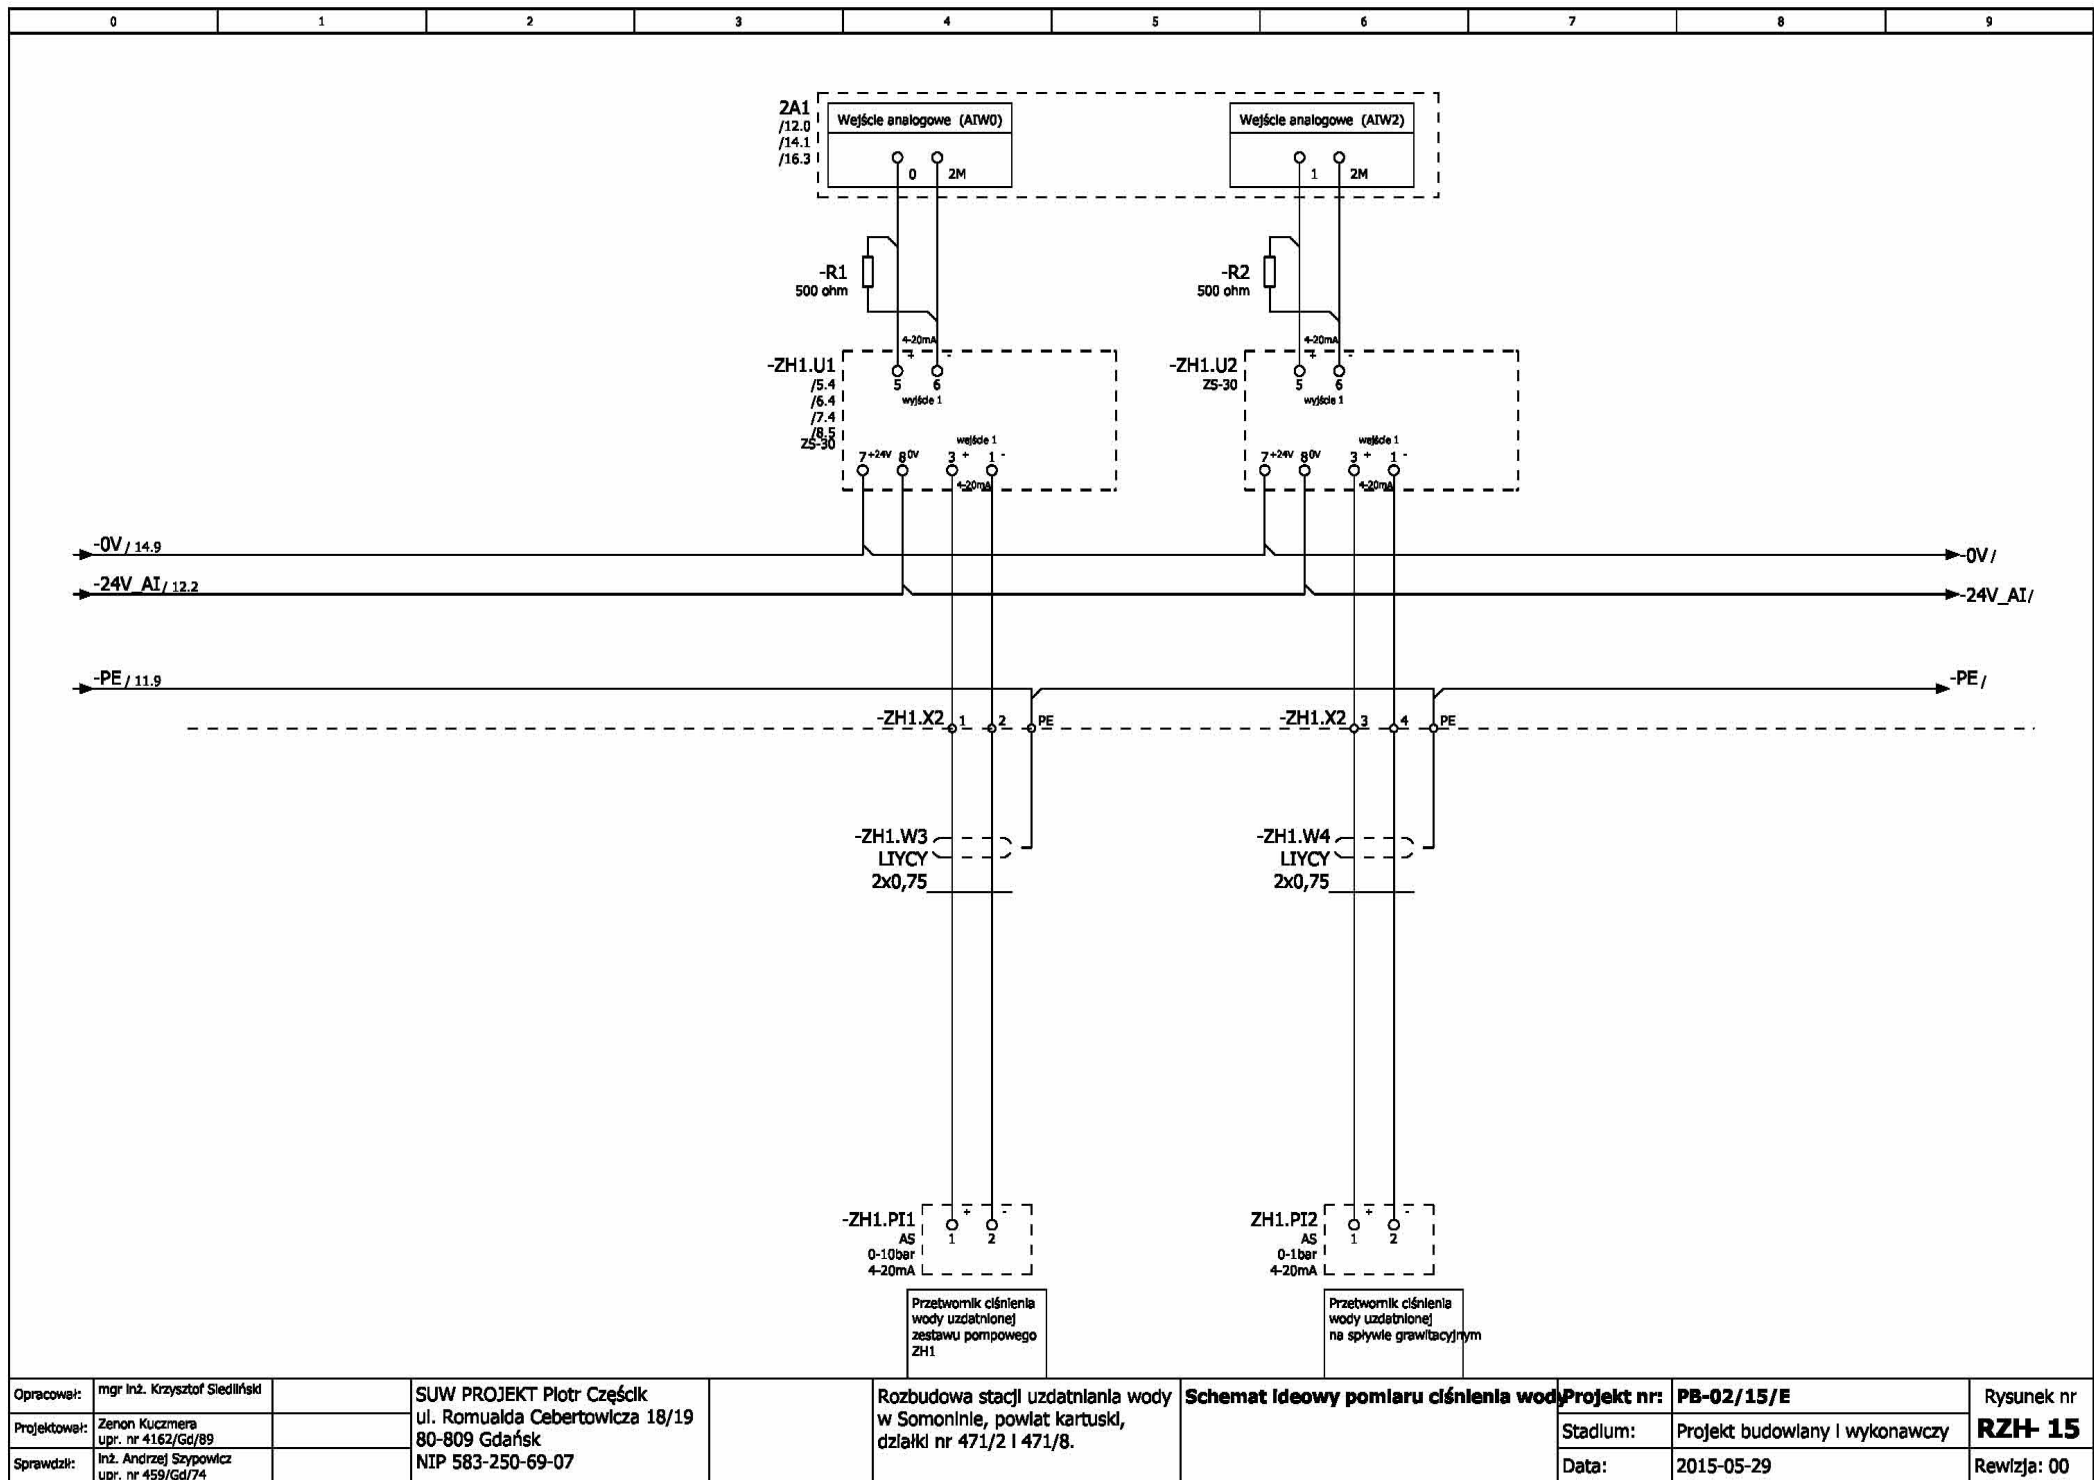 0 1 2 3 4 5 6 7 8 9
2A1
/12.0
/14.1
/16.3
Wejście analogowe (AIW0)
0 2M
Wejście analogowe (AIW2)
1 2M
-R1
500 ohm
-R2
500 ohm
4-20mA
+ -
-ZH1.U1
/5.4
/6.4
/7.4
/8.5
ZS-30
5 6
wyjście 1
wejście 1
7 +24V 8 0V 3 + 1 -
4-20mA
4-20mA
+ -
-ZH1.U2
ZS-30
5 6
wyjście 1
wejście 1
7 +24V 8 0V 3 + 1 -
4-20mA
-0V / 14.9
-0V /
-24V_AI / 12.2
-24V_AI/
-PE / 11.9
-PE /
-ZH1.X2 1 2 PE
-ZH1.X2 3 4 PE
-ZH1.W3
LIYCY
2x0,75
-ZH1.W4
LIYCY
2x0,75
-ZH1.PI1
AS
0-10bar
4-20mA
+ -
1 2
ZH1.PI2
AS
0-1bar
4-20mA
+ -
1 2
Przetwornik ciśnienia
wody uzdatnionej
zestawu pompowego
ZH1
Przetwornik ciśnienia
wody uzdatnionej
na spływie grawitacyjnym
Opracował: mgr inż. Krzysztof Siedliński
Projektował: Zenon Kuczmera
upr. nr 4162/Gd/89
Sprawdził: inż. Andrzej Szypowicz
upr. nr 459/Gd/74
SUW PROJEKT Piotr Częścik
ul. Romualda Cebertowicza 18/19
80-809 Gdańsk
NIP 583-250-69-07
Rozbudowa stacji uzdatniania wody
w Somoninie, powiat kartuski,
działki nr 471/2 i 471/8.
Schemat ideowy pomiaru ciśnienia wody
Projekt nr: PB-02/15/E
Stadium: Projekt budowlany i wykonawczy
Data: 2015-05-29
Rysunek nr
RZH- 15
Rewizja: 00